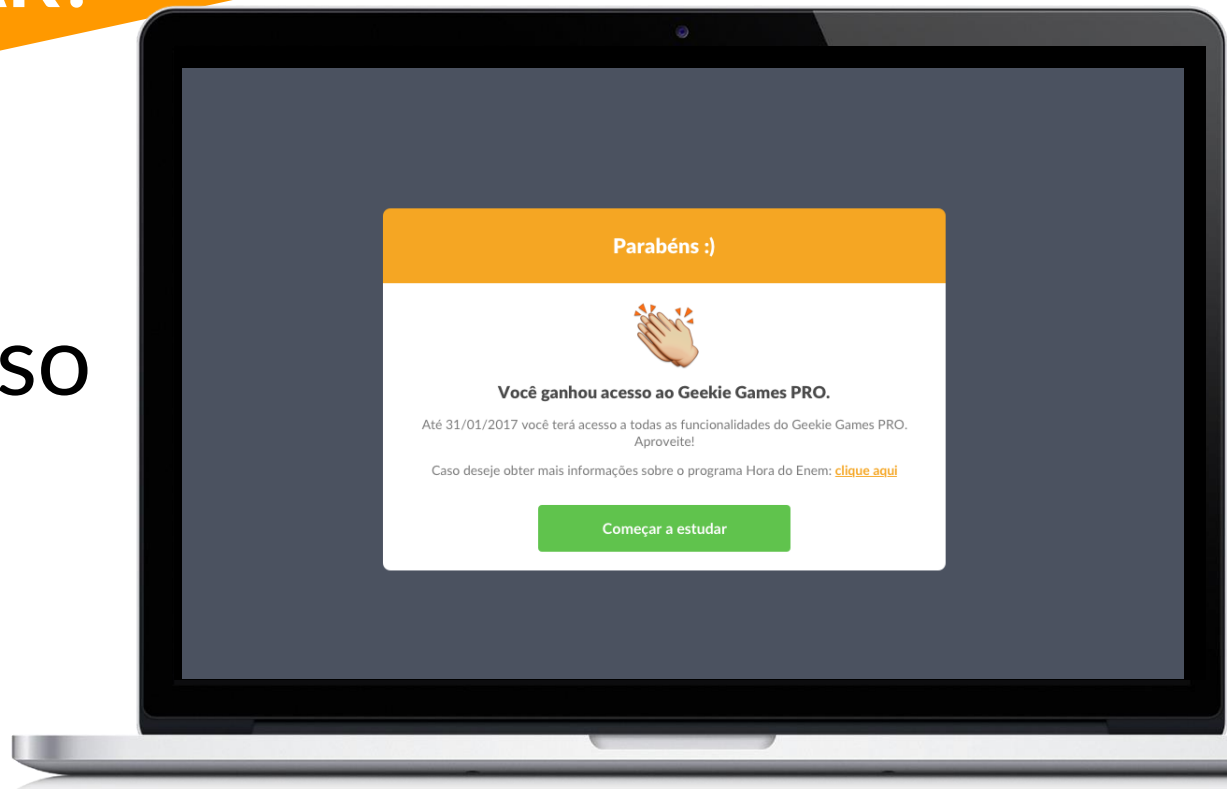 so
Parabéns :)
Você ganhou acesso ao Geekie Games PRO.
Até 31/01/2017 você terá acesso a todas as funcionalidades do Geekie Games PRO.
Aproveite!
Caso deseje obter mais informações sobre o programa Hora do Enem: clique aqui
Começar a estudar